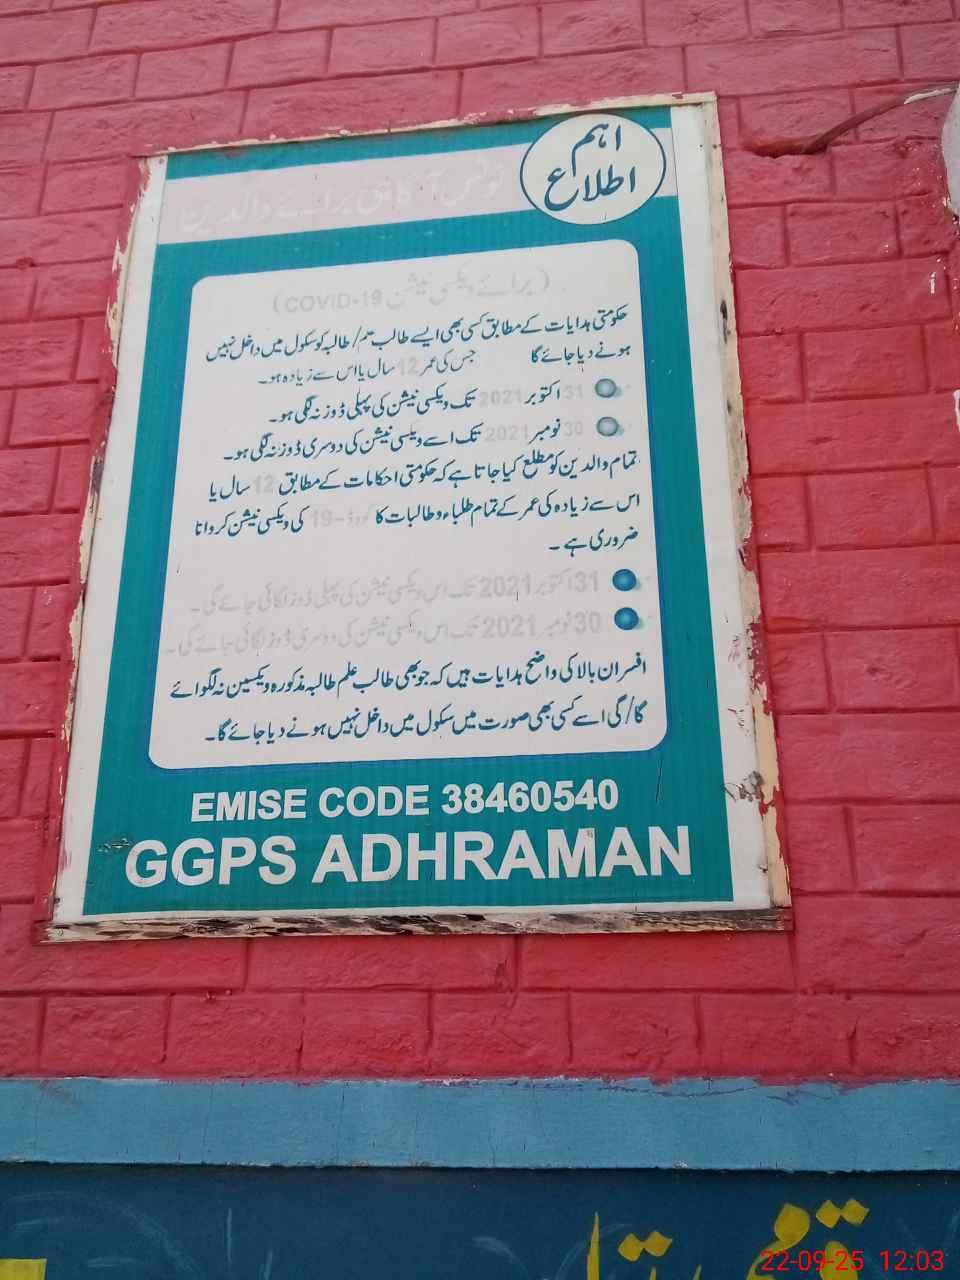 اہم
اطلاع
نوٹس آگاہی برائے والدین
(برائے ویکسی نیشن COVID-19)
حکومتی ہدایات کے مطابق کسی بھی ایسے طالب علم/طالبہ کو سکول میں داخل نہیں
ہونے دیا جائے گا جس کی عمر 12 سال یا اس سے زیادہ ہو۔
31 اکتوبر 2021 تک ویکسی نیشن کی پہلی ڈوز نہ لگی ہو۔
30 نومبر 2021 تک اسے ویکسی نیشن کی دوسری ڈوز نہ لگی ہو۔
تمام والدین کو مطلع کیا جاتا ہے کہ حکومتی احکامات کے مطابق 12 سال یا
اس سے زیادہ کی عمر کے تمام طلباء و طالبات کا کووڈ-19 کی ویکسی نیشن کروانا
ضروری ہے ۔
31 اکتوبر 2021 تک اس ویکسی نیشن کی پہلی ڈوز لگائی جائے گی۔
30 نومبر 2021 تک اس ویکسی نیشن کی دوسری ڈوز لگائی جائے گی۔
افسران بالا کی واضح ہدایات ہیں کہ جو بھی طالب علم طالبہ مذکورہ ویکسین نہ لگوائے
گا/گی اسے کسی بھی صورت میں سکول میں داخل نہیں ہونے دیا جائے گا۔
EMISE CODE 38460540
GGPS ADHRAMAN
22-09-25 12:03